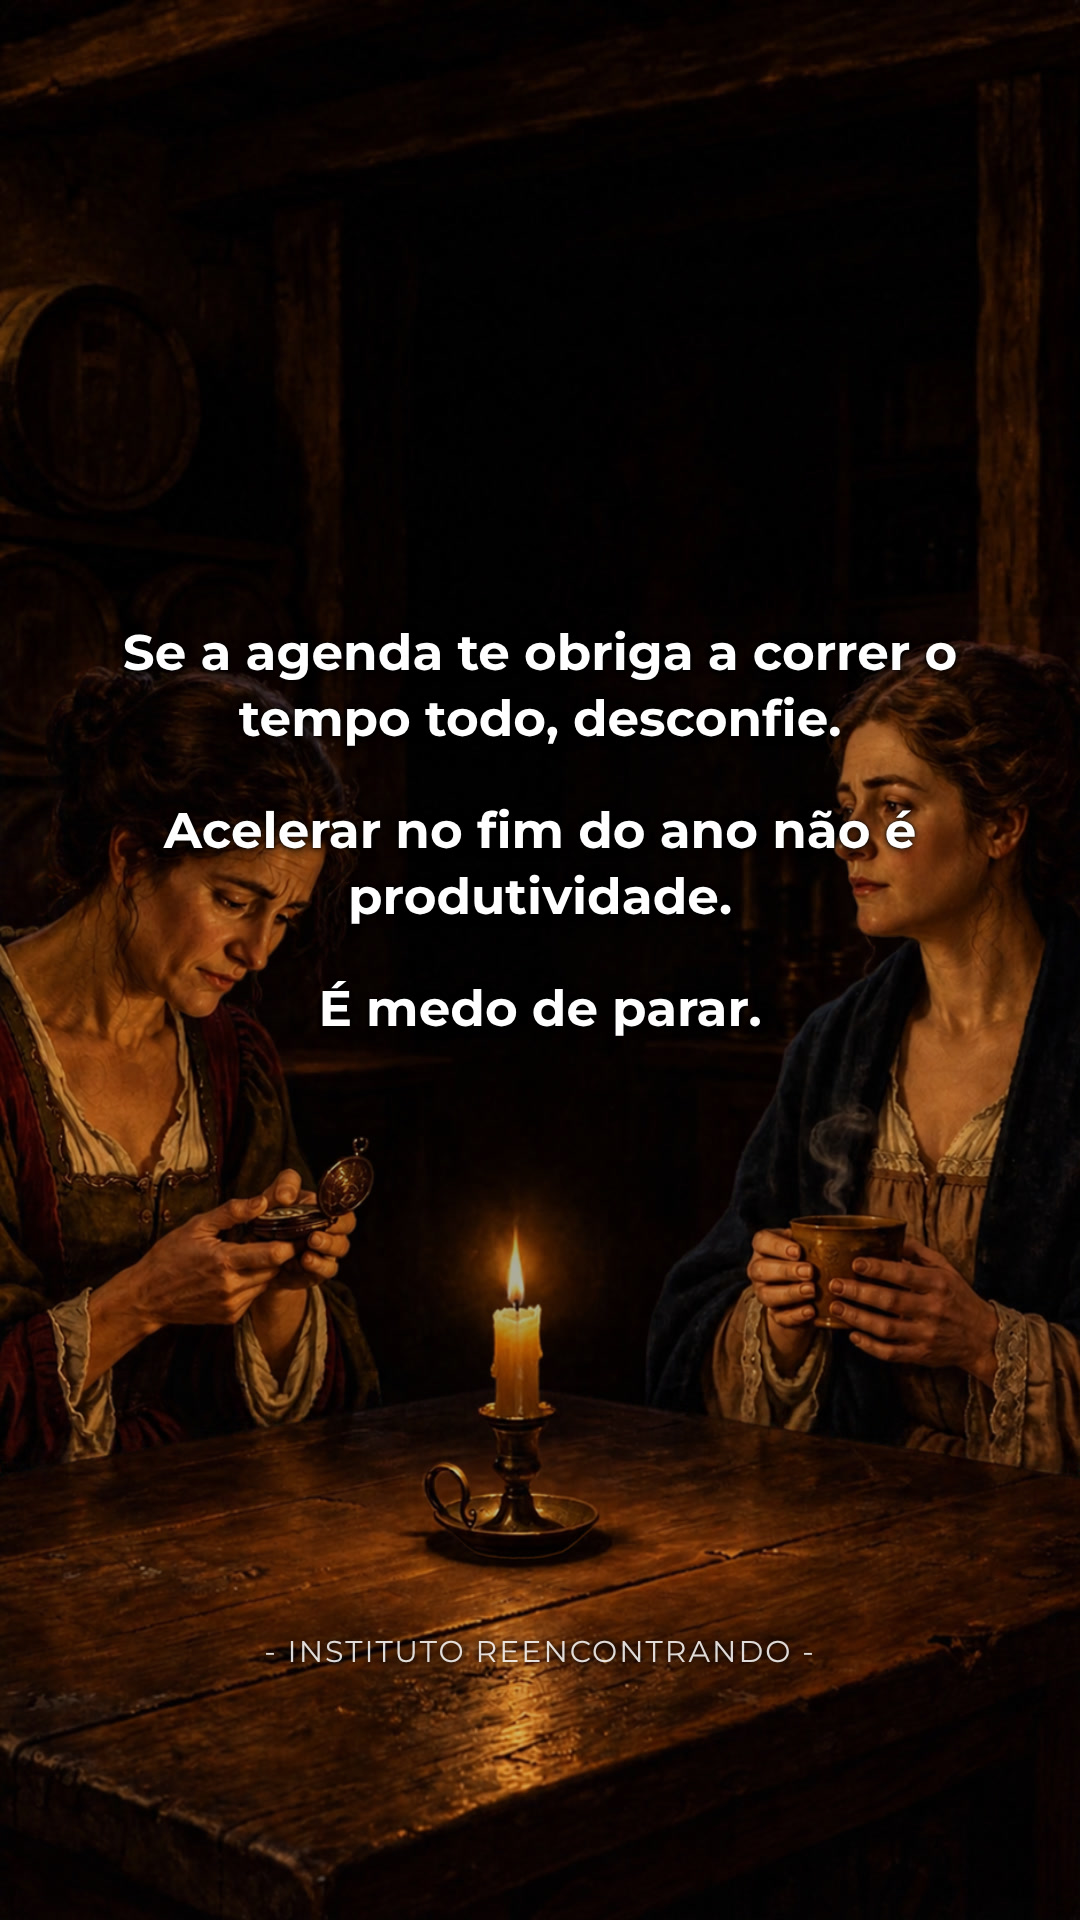 Se a agenda te obriga a correr o
tempo todo, desconfie.
Acelerar no fim do ano não é
produtividade.
É medo de parar.
- INSTITUTO REENCONTRANDO -